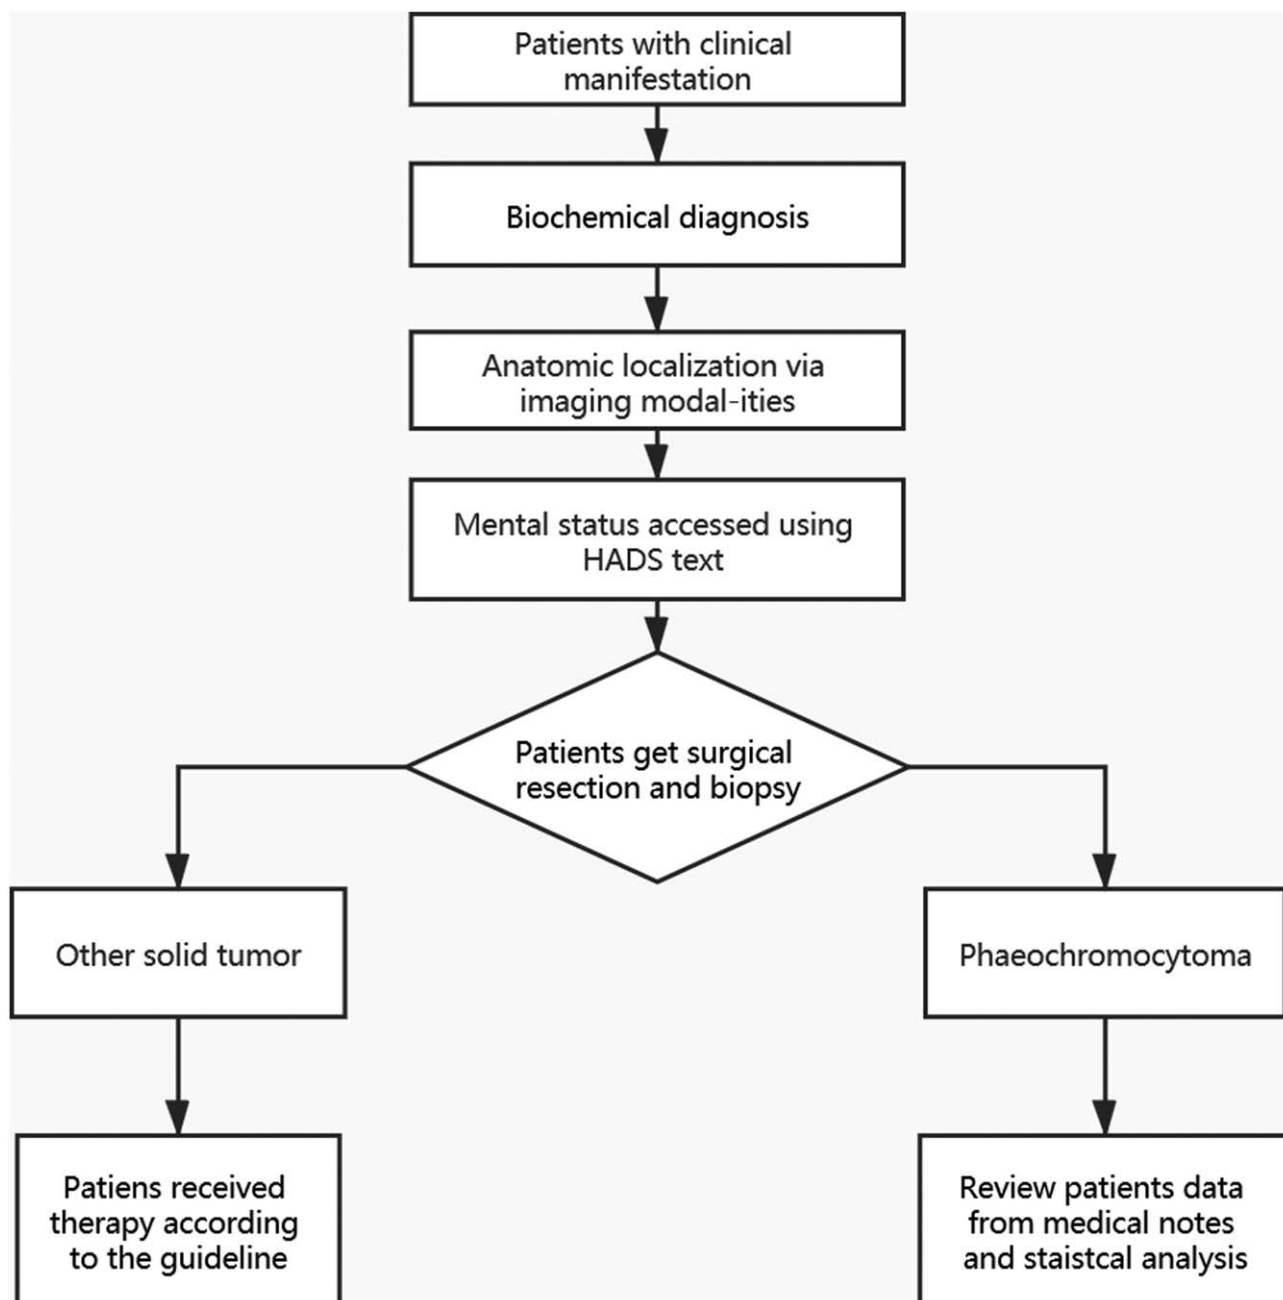 Patients with clinical
manifestation
Biochemical diagnosis
Anatomic localization via
imaging modal-ities
Mental status accessed using
HADS text
Patients get surgical
resection and biopsy
Other solid tumor
Phaeochromocytoma
Patiens received
therapy according
to the guideline
Review patients data
from medical notes
and staistcal analysis